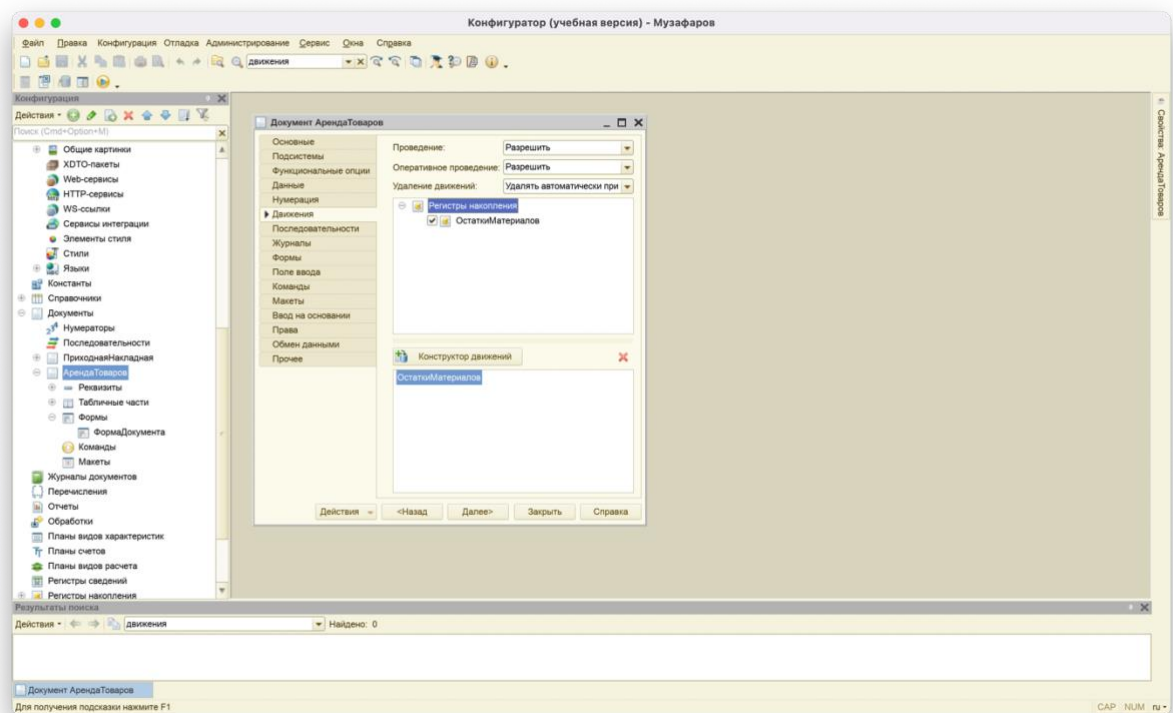 Конфигуратор (учебная версия) - Музафаров
Файл Правка Конфигурация Отладка Администрирование Сервис Окна Справка
движения
Конфигурация
Действия
Поиск (Cmd+Option+M)
Общие картинки
XDTO-пакеты
Web-сервисы
HTTP-сервисы
WS-ссылки
Сервисы интеграции
Элементы стиля
Стили
Языки
Константы
Справочники
Документы
Нумераторы
Последовательности
ПриходнаяНакладная
АрендаТоваров
Реквизиты
Табличные части
Формы
ФормаДокумента
Команды
Макеты
Журналы документов
Перечисления
Отчеты
Обработки
Планы видов характеристик
Планы счетов
Планы видов расчета
Регистры сведений
Регистры накопления
Документ АрендаТоваров
Основные
Подсистемы
Функциональные опции
Данные
Нумерация
Движения
Последовательности
Журналы
Формы
Поле ввода
Команды
Макеты
Ввод на основании
Права
Обмен данными
Прочее
Проведение: Разрешить
Оперативное проведение: Разрешить
Удаление движений: Удалять автоматически при
Регистры накопления
ОстаткиМатериалов
Конструктор движений
ОстаткиМатериалов
Действия <Назад Далее> Закрыть Справка
Свойства: АрендаТоваров
Результаты поиска
Действия движения Найдено: 0
Документ АрендаТоваров
Для получения подсказки нажмите F1 CAP NUM ru